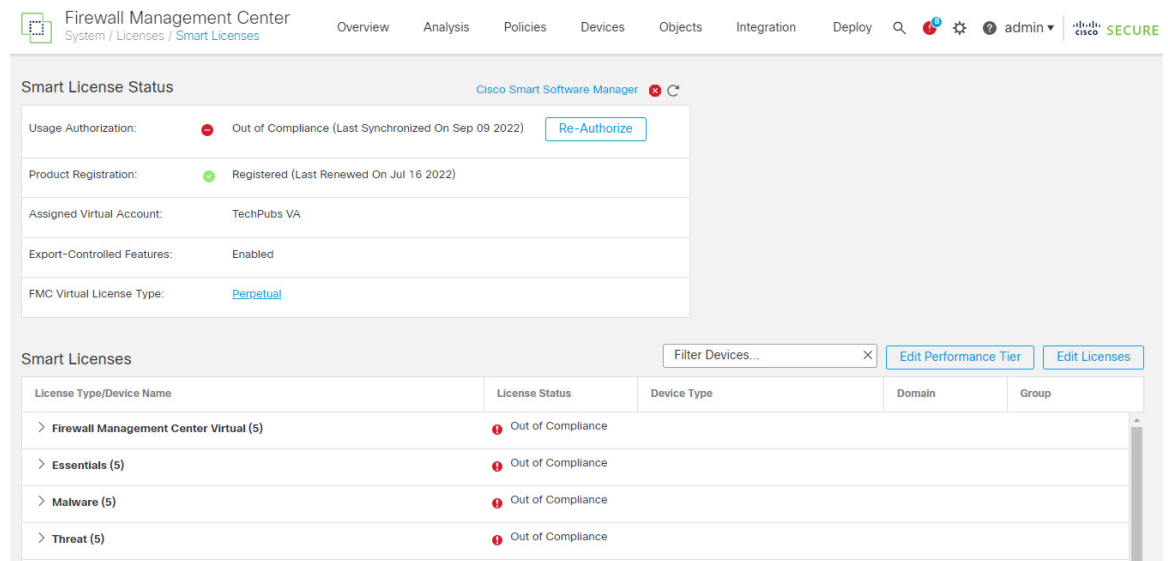 Firewall Management Center
System / Licenses / Smart Licenses
Overview Analysis Policies Devices Objects Integration Deploy 8 admin CISCO SECURE
Smart License Status Cisco Smart Software Manager
Usage Authorization: Out of Compliance (Last Synchronized On Sep 09 2022) Re-Authorize
Product Registration: Registered (Last Renewed On Jul 16 2022)
Assigned Virtual Account: TechPubs VA
Export-Controlled Features: Enabled
FMC Virtual License Type: Perpetual
Smart Licenses Filter Devices... Edit Performance Tier Edit Licenses
License Type/Device Name License Status Device Type Domain Group
Firewall Management Center Virtual (5) Out of Compliance
Essentials (5) Out of Compliance
Malware (5) Out of Compliance
Threat (5) Out of Compliance